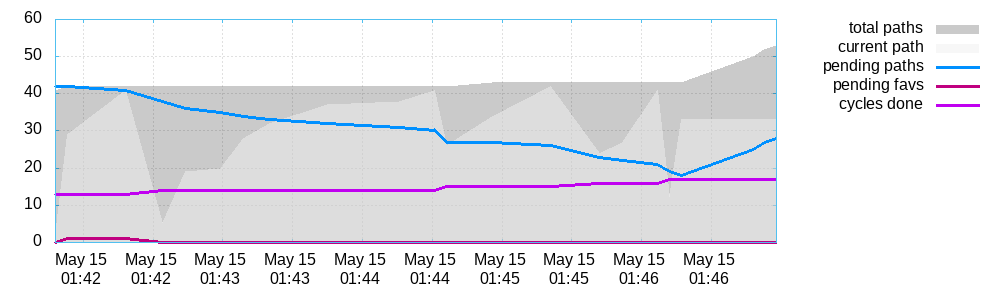 60
50
40
30
20
10
0
May 15 May 15 May 15 May 15 May 15 May 15 May 15 May 15 May 15 May 15
01:42 01:42 01:43 01:43 01:44 01:44 01:45 01:45 01:46 01:46
total paths
current path
pending paths
pending favs
cycles done